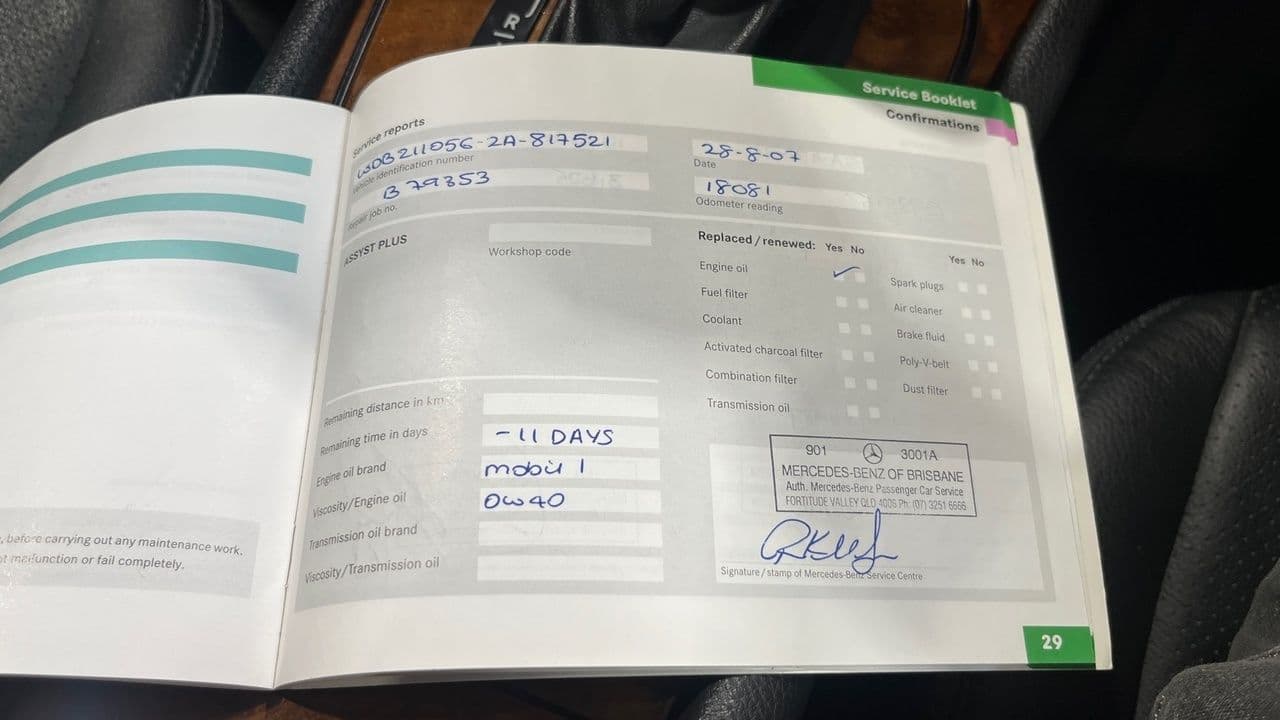 R
, before carrying out any maintenance work.
malfunction or fail completely.
Service Booklet
Confirmations
Service reports
WDB211056-2A-817521
Vehicle identification number
28-8-07
Date
B 79353
Repair job no.
18081
Odometer reading
ASSYST PLUS
Workshop code
Replaced / renewed: Yes No
Yes No
Engine oil
Spark plugs
Fuel filter
Air cleaner
Coolant
Brake fluid
Activated charcoal filter
Poly-V-belt
Combination filter
Dust filter
Transmission oil
Remaining distance in km
Remaining time in days
-11 DAYS
Engine oil brand
mobil 1
Viscosity/Engine oil
0W40
Transmission oil brand
Viscosity/Transmission oil
901 3001A
MERCEDES-BENZ OF BRISBANE
Auth. Mercedes-Benz Passenger Car Service
FORTITUDE VALLEY QLD 4006 Ph: (07) 3251 6666
Signature / stamp of Mercedes-Benz Service Centre
29